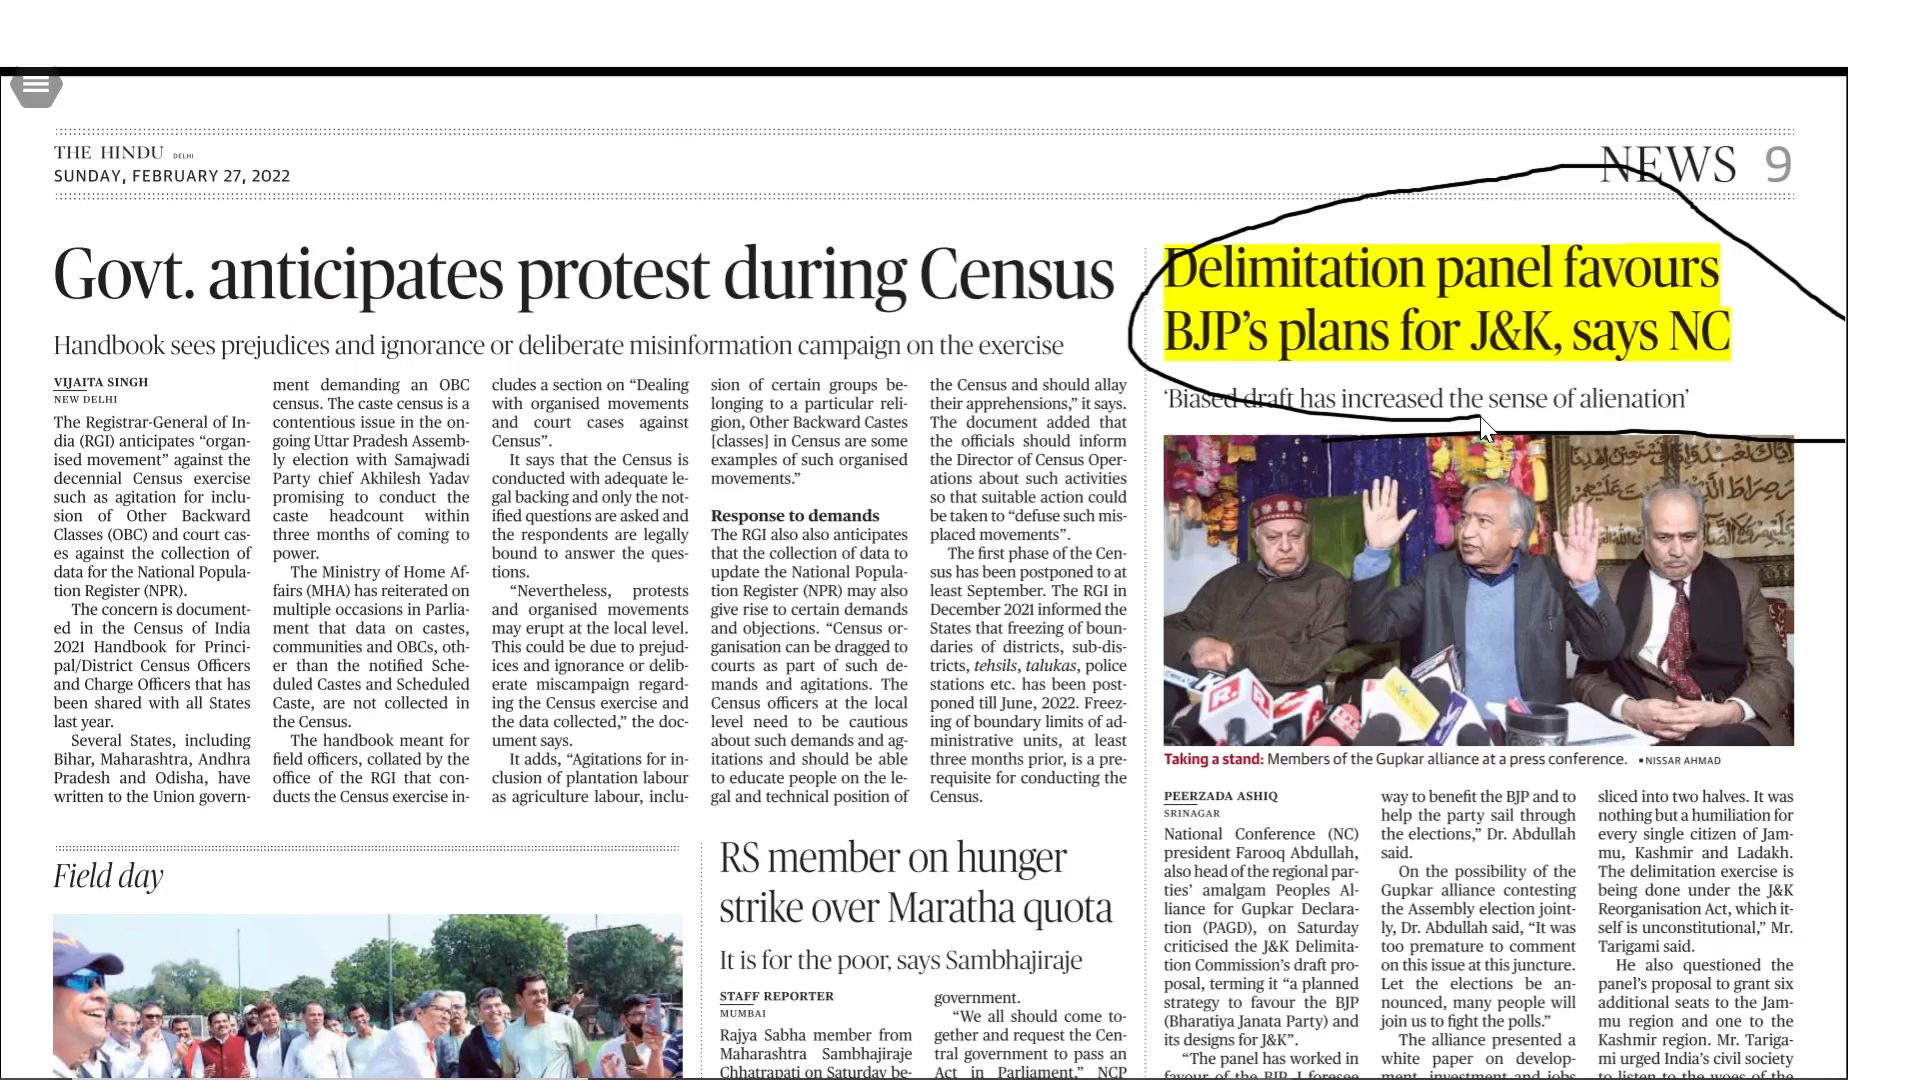 THE HINDU DELHI
SUNDAY, FEBRUARY 27, 2022
NEWS 9
Govt. anticipates protest during Census
Handbook sees prejudices and ignorance or deliberate misinformation campaign on the exercise
VIJAITA SINGH
NEW DELHI
The Registrar-General of In-
dia (RGI) anticipates “organ-
ised movement” against the
decennial Census exercise
such as agitation for inclu-
sion of Other Backward
Classes (OBC) and court cas-
es against the collection of
data for the National Popula-
tion Register (NPR).
The concern is document-
ed in the Census of India
2021 Handbook for Princi-
pal/District Census Officers
and Charge Officers that has
been shared with all States
last year.
Several States, including
Bihar, Maharashtra, Andhra
Pradesh and Odisha, have
written to the Union govern-
ment demanding an OBC
census. The caste census is a
contentious issue in the on-
going Uttar Pradesh Assemb-
ly election with Samajwadi
Party chief Akhilesh Yadav
promising to conduct the
caste headcount within
three months of coming to
power.
The Ministry of Home Af-
fairs (MHA) has reiterated on
multiple occasions in Parlia-
ment that data on castes,
communities and OBCs, oth-
er than the notified Sche-
duled Castes and Scheduled
Caste, are not collected in
the Census.
The handbook meant for
field officers, collated by the
office of the RGI that con-
ducts the Census exercise in-
cludes a section on “Dealing
with organised movements
and court cases against
Census”.
It says that the Census is
conducted with adequate le-
gal backing and only the not-
ified questions are asked and
the respondents are legally
bound to answer the ques-
tions.
“Nevertheless, protests
and organised movements
may erupt at the local level.
This could be due to prejud-
ices and ignorance or delib-
erate miscampaign regard-
ing the Census exercise and
the data collected,” the doc-
ument says.
It adds, “Agitations for in-
clusion of plantation labour
as agriculture labour, inclu-
sion of certain groups be-
longing to a particular reli-
gion, Other Backward Castes
[classes] in Census are some
examples of such organised
movements.”
Response to demands
The RGI also also anticipates
that the collection of data to
update the National Popula-
tion Register (NPR) may also
give rise to certain demands
and objections. “Census or-
ganisation can be dragged to
courts as part of such de-
mands and agitations. The
Census officers at the local
level need to be cautious
about such demands and ag-
itations and should be able
to educate people on the le-
gal and technical position of
the Census and should allay
their apprehensions,” it says.
The document added that
the officials should inform
the Director of Census Oper-
ations about such activities
so that suitable action could
be taken to “defuse such mis-
placed movements”.
The first phase of the Cen-
sus has been postponed to at
least September. The RGI in
December 2021 informed the
States that freezing of boun-
daries of districts, sub-dis-
tricts, tehsils, talukas, police
stations etc. has been post-
poned till June, 2022. Freez-
ing of boundary limits of ad-
ministrative units, at least
three months prior, is a pre-
requisite for conducting the
Census.
Delimitation panel favours
BJP’s plans for J&K, says NC
‘Biased draft has increased the sense of alienation’
Taking a stand: Members of the Gupkar alliance at a press conference. ▪ NISSAR AHMAD
PEERZADA ASHIQ
SRINAGAR
National Conference (NC)
president Farooq Abdullah,
also head of the regional par-
ties’ amalgam Peoples Al-
liance for Gupkar Declara-
tion (PAGD), on Saturday
criticised the J&K Delimita-
tion Commission’s draft pro-
posal, terming it “a planned
strategy to favour the BJP
(Bharatiya Janata Party) and
its designs for J&K”.
“The panel has worked in
favour of the BJP. I foresee
way to benefit the BJP and to
help the party sail through
the elections,” Dr. Abdullah
said.
On the possibility of the
Gupkar alliance contesting
the Assembly election joint-
ly, Dr. Abdullah said, “It was
too premature to comment
on this issue at this juncture.
Let the elections be an-
nounced, many people will
join us to fight the polls.”
The alliance presented a
white paper on develop-
ment, investment and jobs
sliced into two halves. It was
nothing but a humiliation for
every single citizen of Jam-
mu, Kashmir and Ladakh.
The delimitation exercise is
being done under the J&K
Reorganisation Act, which it-
self is unconstitutional,” Mr.
Tarigami said.
He also questioned the
panel’s proposal to grant six
additional seats to the Jam-
mu region and one to the
Kashmir region. Mr. Tariga-
mi urged India’s civil society
to listen to the woes of the
Field day
RS member on hunger
strike over Maratha quota
It is for the poor, says Sambhajiraje
STAFF REPORTER
MUMBAI
Rajya Sabha member from
Maharashtra Sambhajiraje
Chhatrapati on Saturday be-
government.
“We all should come to-
gether and request the Cen-
tral government to pass an
Act in Parliament,” NCP